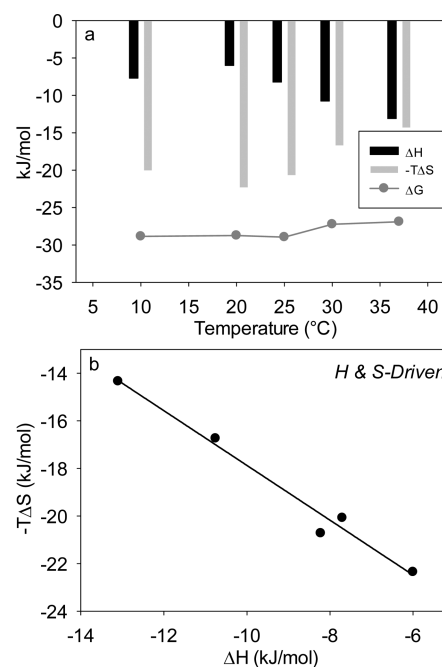 a
kJ/mol
0
-5
-10
-15
-20
-25
-30
-35
ΔH
-TΔS
ΔG
5 10 15 20 25 30 35 40
Temperature (°C)
b
H & S-Driven
-TΔS (kJ/mol)
-14
-16
-18
-20
-22
-24
-14 -12 -10 -8 -6
ΔH (kJ/mol)